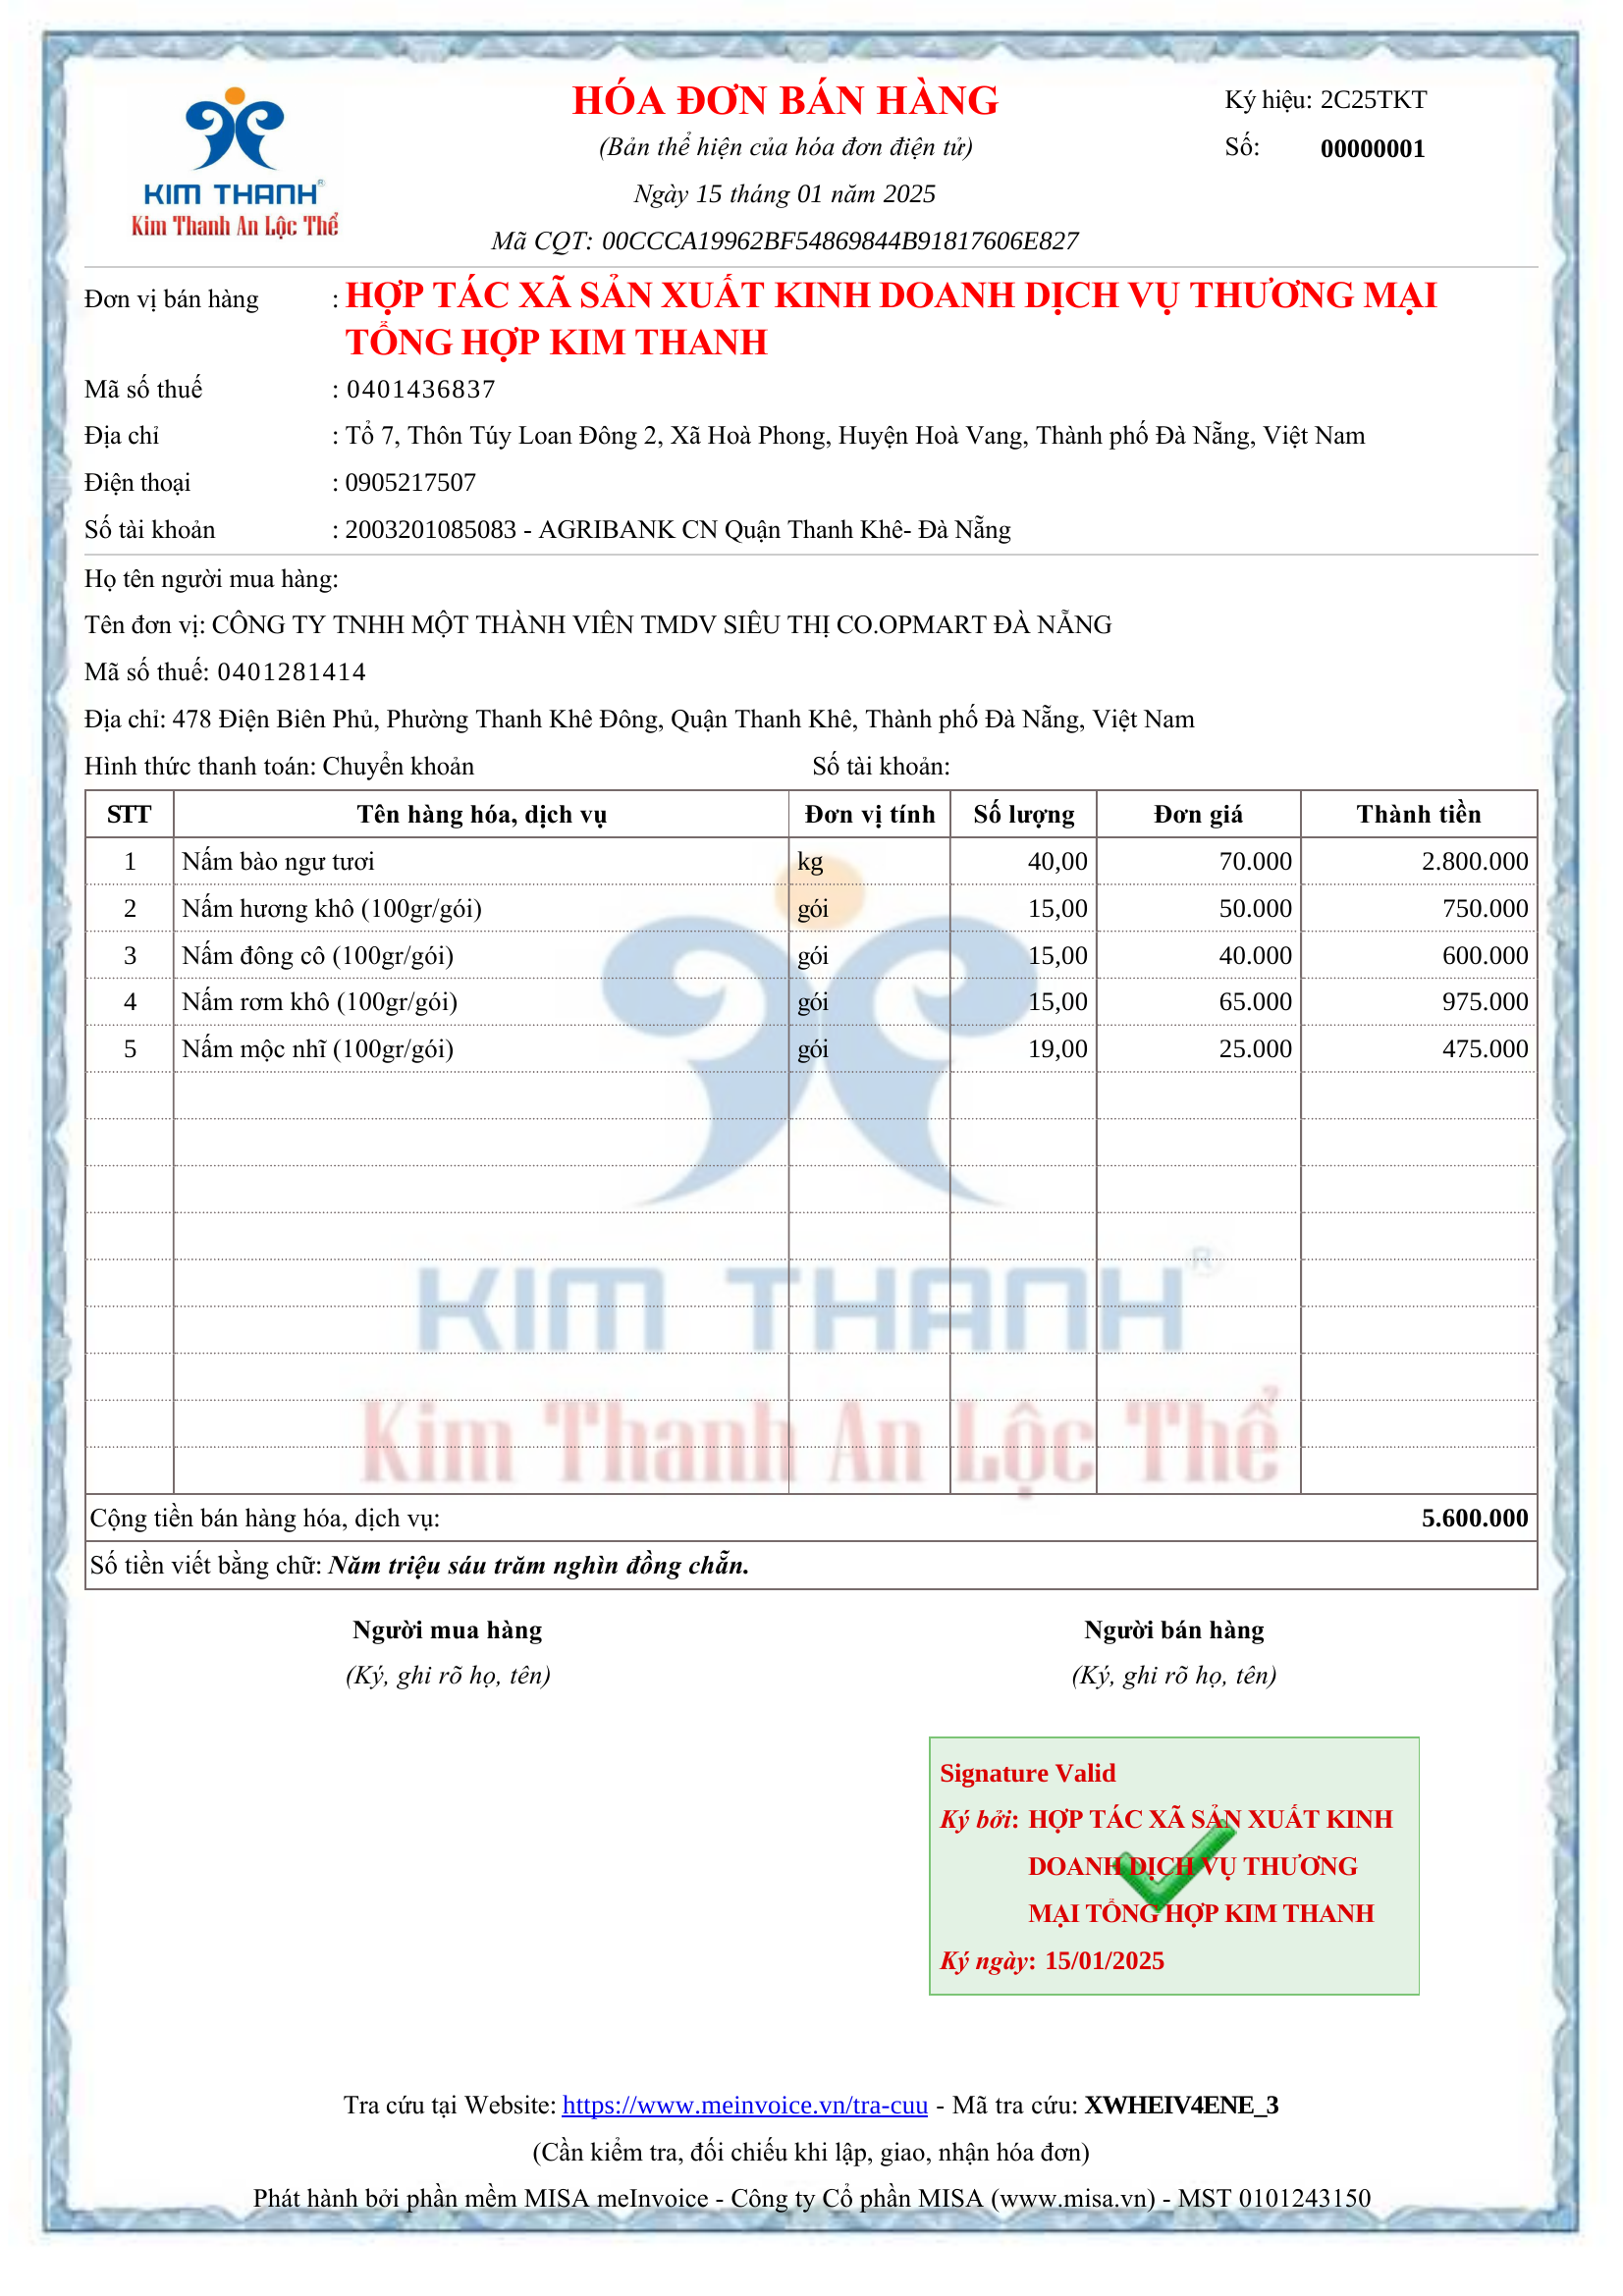 KIM THANH®
Kim Thanh An Lộc Thể
HÓA ĐƠN BÁN HÀNG
(Bản thể hiện của hóa đơn điện tử)
Ngày 15 tháng 01 năm 2025
Mã CQT: 00CCCA19962BF54869844B91817606E827
Ký hiệu: 2C25TKT
Số: 00000001
Đơn vị bán hàng : HỢP TÁC XÃ SẢN XUẤT KINH DOANH DỊCH VỤ THƯƠNG MẠI
TỔNG HỢP KIM THANH
Mã số thuế : 0401436837
Địa chỉ : Tổ 7, Thôn Túy Loan Đông 2, Xã Hoà Phong, Huyện Hoà Vang, Thành phố Đà Nẵng, Việt Nam
Điện thoại : 0905217507
Số tài khoản : 2003201085083 - AGRIBANK CN Quận Thanh Khê- Đà Nẵng
Họ tên người mua hàng:
Tên đơn vị: CÔNG TY TNHH MỘT THÀNH VIÊN TMDV SIÊU THỊ CO.OPMART ĐÀ NẴNG
Mã số thuế: 0401281414
Địa chỉ: 478 Điện Biên Phủ, Phường Thanh Khê Đông, Quận Thanh Khê, Thành phố Đà Nẵng, Việt Nam
Hình thức thanh toán: Chuyển khoản Số tài khoản:
STT Tên hàng hóa, dịch vụ Đơn vị tính Số lượng Đơn giá Thành tiền
1 Nấm bào ngư tươi kg 40,00 70.000 2.800.000
2 Nấm hương khô (100gr/gói) gói 15,00 50.000 750.000
3 Nấm đông cô (100gr/gói) gói 15,00 40.000 600.000
4 Nấm rơm khô (100gr/gói) gói 15,00 65.000 975.000
5 Nấm mộc nhĩ (100gr/gói) gói 19,00 25.000 475.000
KIM THANH®
Kim Thanh An Lộc Thể
Cộng tiền bán hàng hóa, dịch vụ: 5.600.000
Số tiền viết bằng chữ: Năm triệu sáu trăm nghìn đồng chẵn.
Người mua hàng Người bán hàng
(Ký, ghi rõ họ, tên) (Ký, ghi rõ họ, tên)
Signature Valid
Ký bởi: HỢP TÁC XÃ SẢN XUẤT KINH
DOANH DỊCH VỤ THƯƠNG
MẠI TỔNG HỢP KIM THANH
Ký ngày: 15/01/2025
Tra cứu tại Website: https://www.meinvoice.vn/tra-cuu - Mã tra cứu: XWHEIV4ENE_3
(Cần kiểm tra, đối chiếu khi lập, giao, nhận hóa đơn)
Phát hành bởi phần mềm MISA meInvoice - Công ty Cổ phần MISA (www.misa.vn) - MST 0101243150